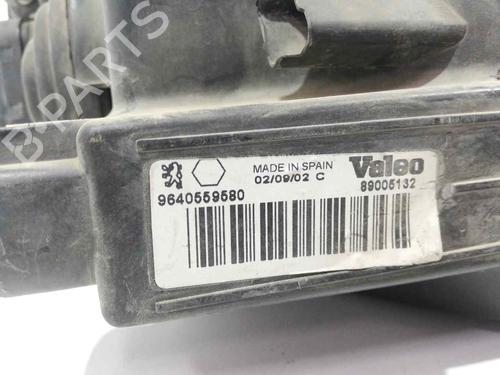 B-PARTS
MADE IN SPAIN
02/09/02 C
Valeo
9640559580
89005132